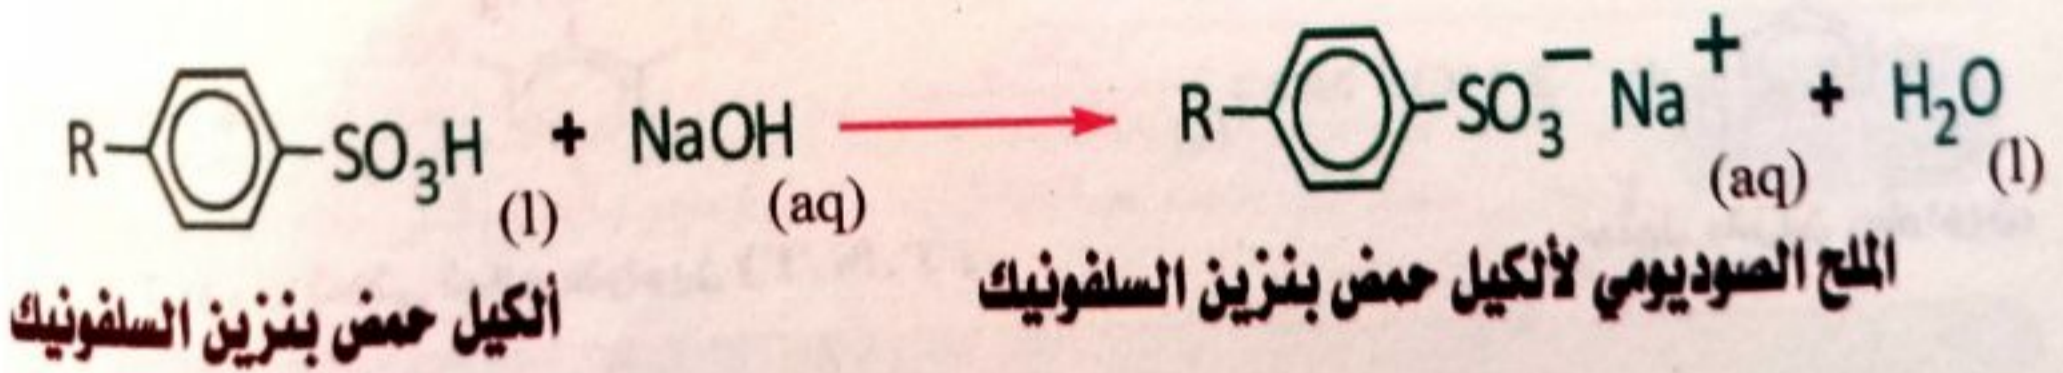 R-SO₃H (l) + NaOH (aq) → R-SO₃⁻ Na⁺ (aq) + H₂O (l)
ألكيل حمض بنزين السلفونيك
الملح الصوديومي لألكيل حمض بنزين السلفونيك